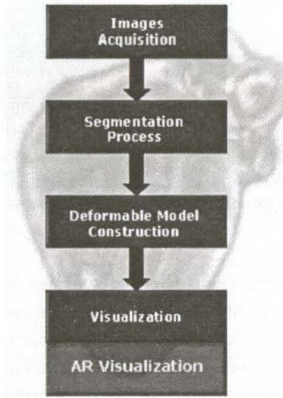 Images
Acquisition
Segmentation
Process
Deformable Model
Construction
Visualization
AR Visualization